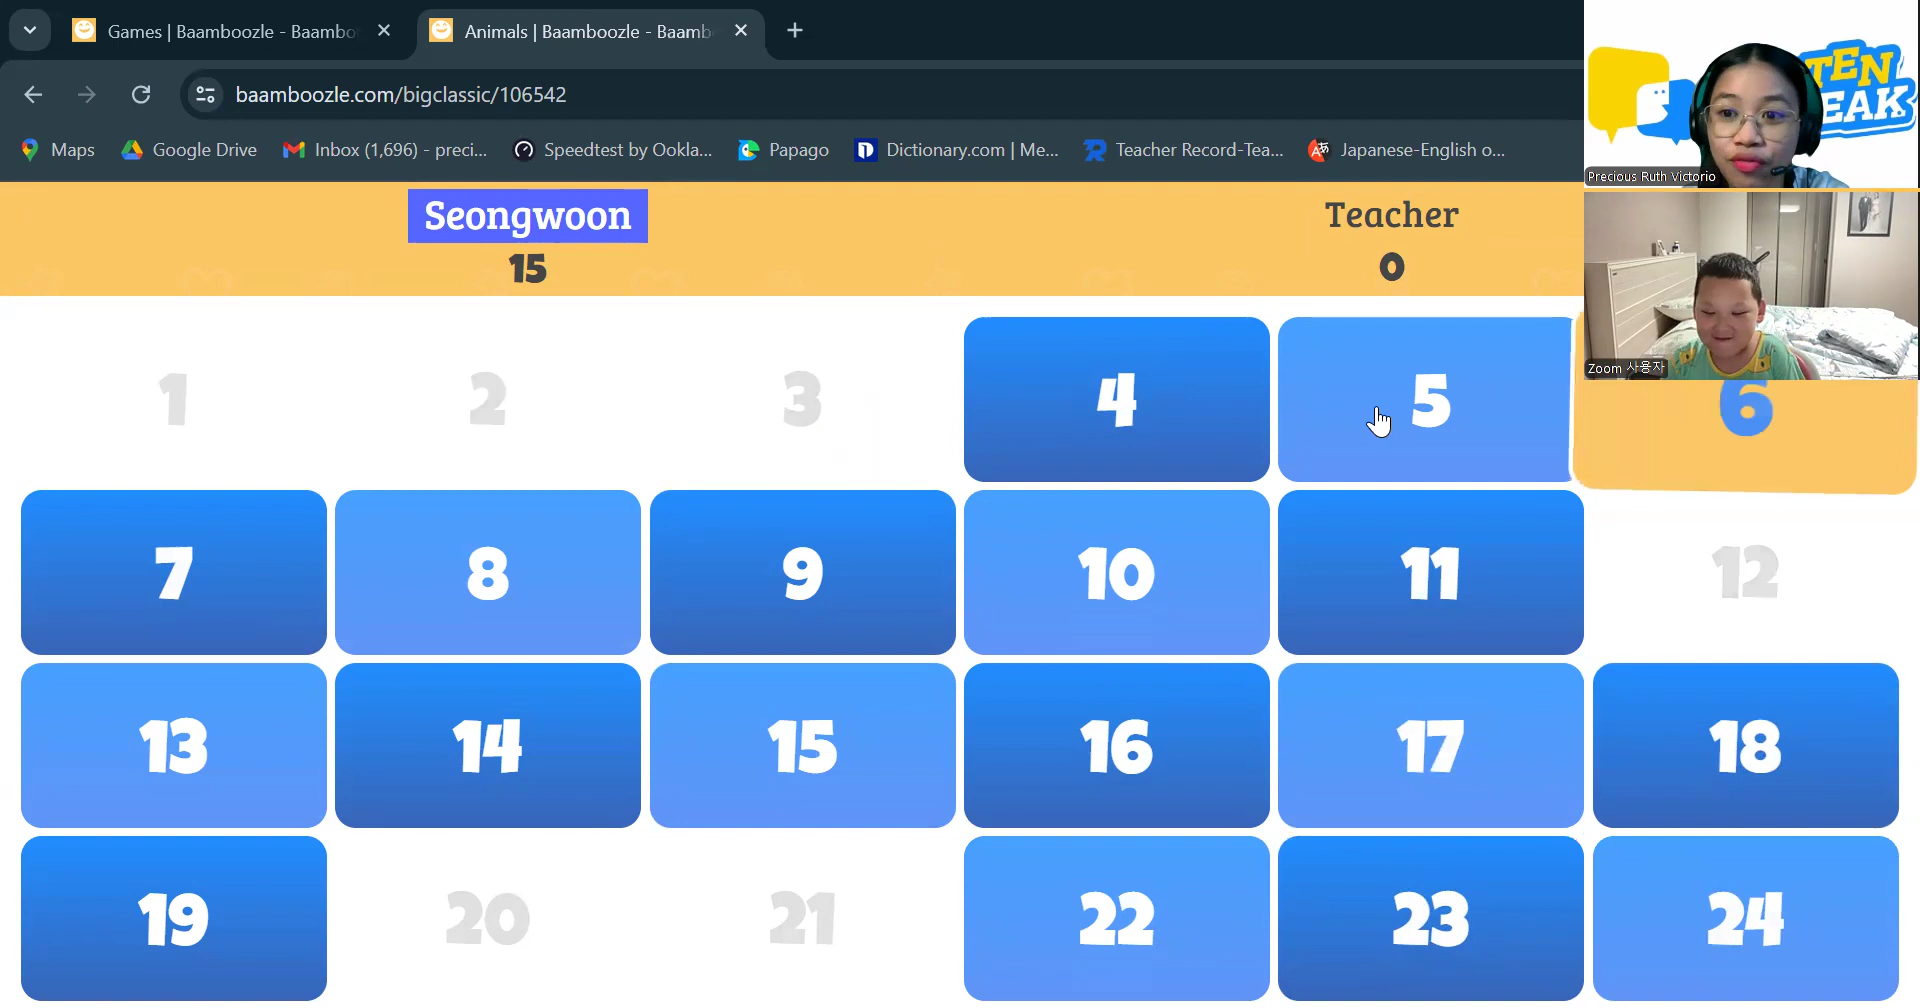 Games | Baamboozle - Baambo
Animals | Baamboozle - Baamb
baamboozle.com/bigclassic/106542
Maps
Google Drive
Inbox (1,696) - preci...
Speedtest by Ookla...
Papago
Dictionary.com | Me...
Teacher Record-Tea...
Japanese-English o...
TEN
EAK
Precious Ruth Victorio
Zoom 사용자
Seongwoon
15
Teacher
0
1 2 3 4 5 6
7 8 9 10 11 12
13 14 15 16 17 18
19 20 21 22 23 24